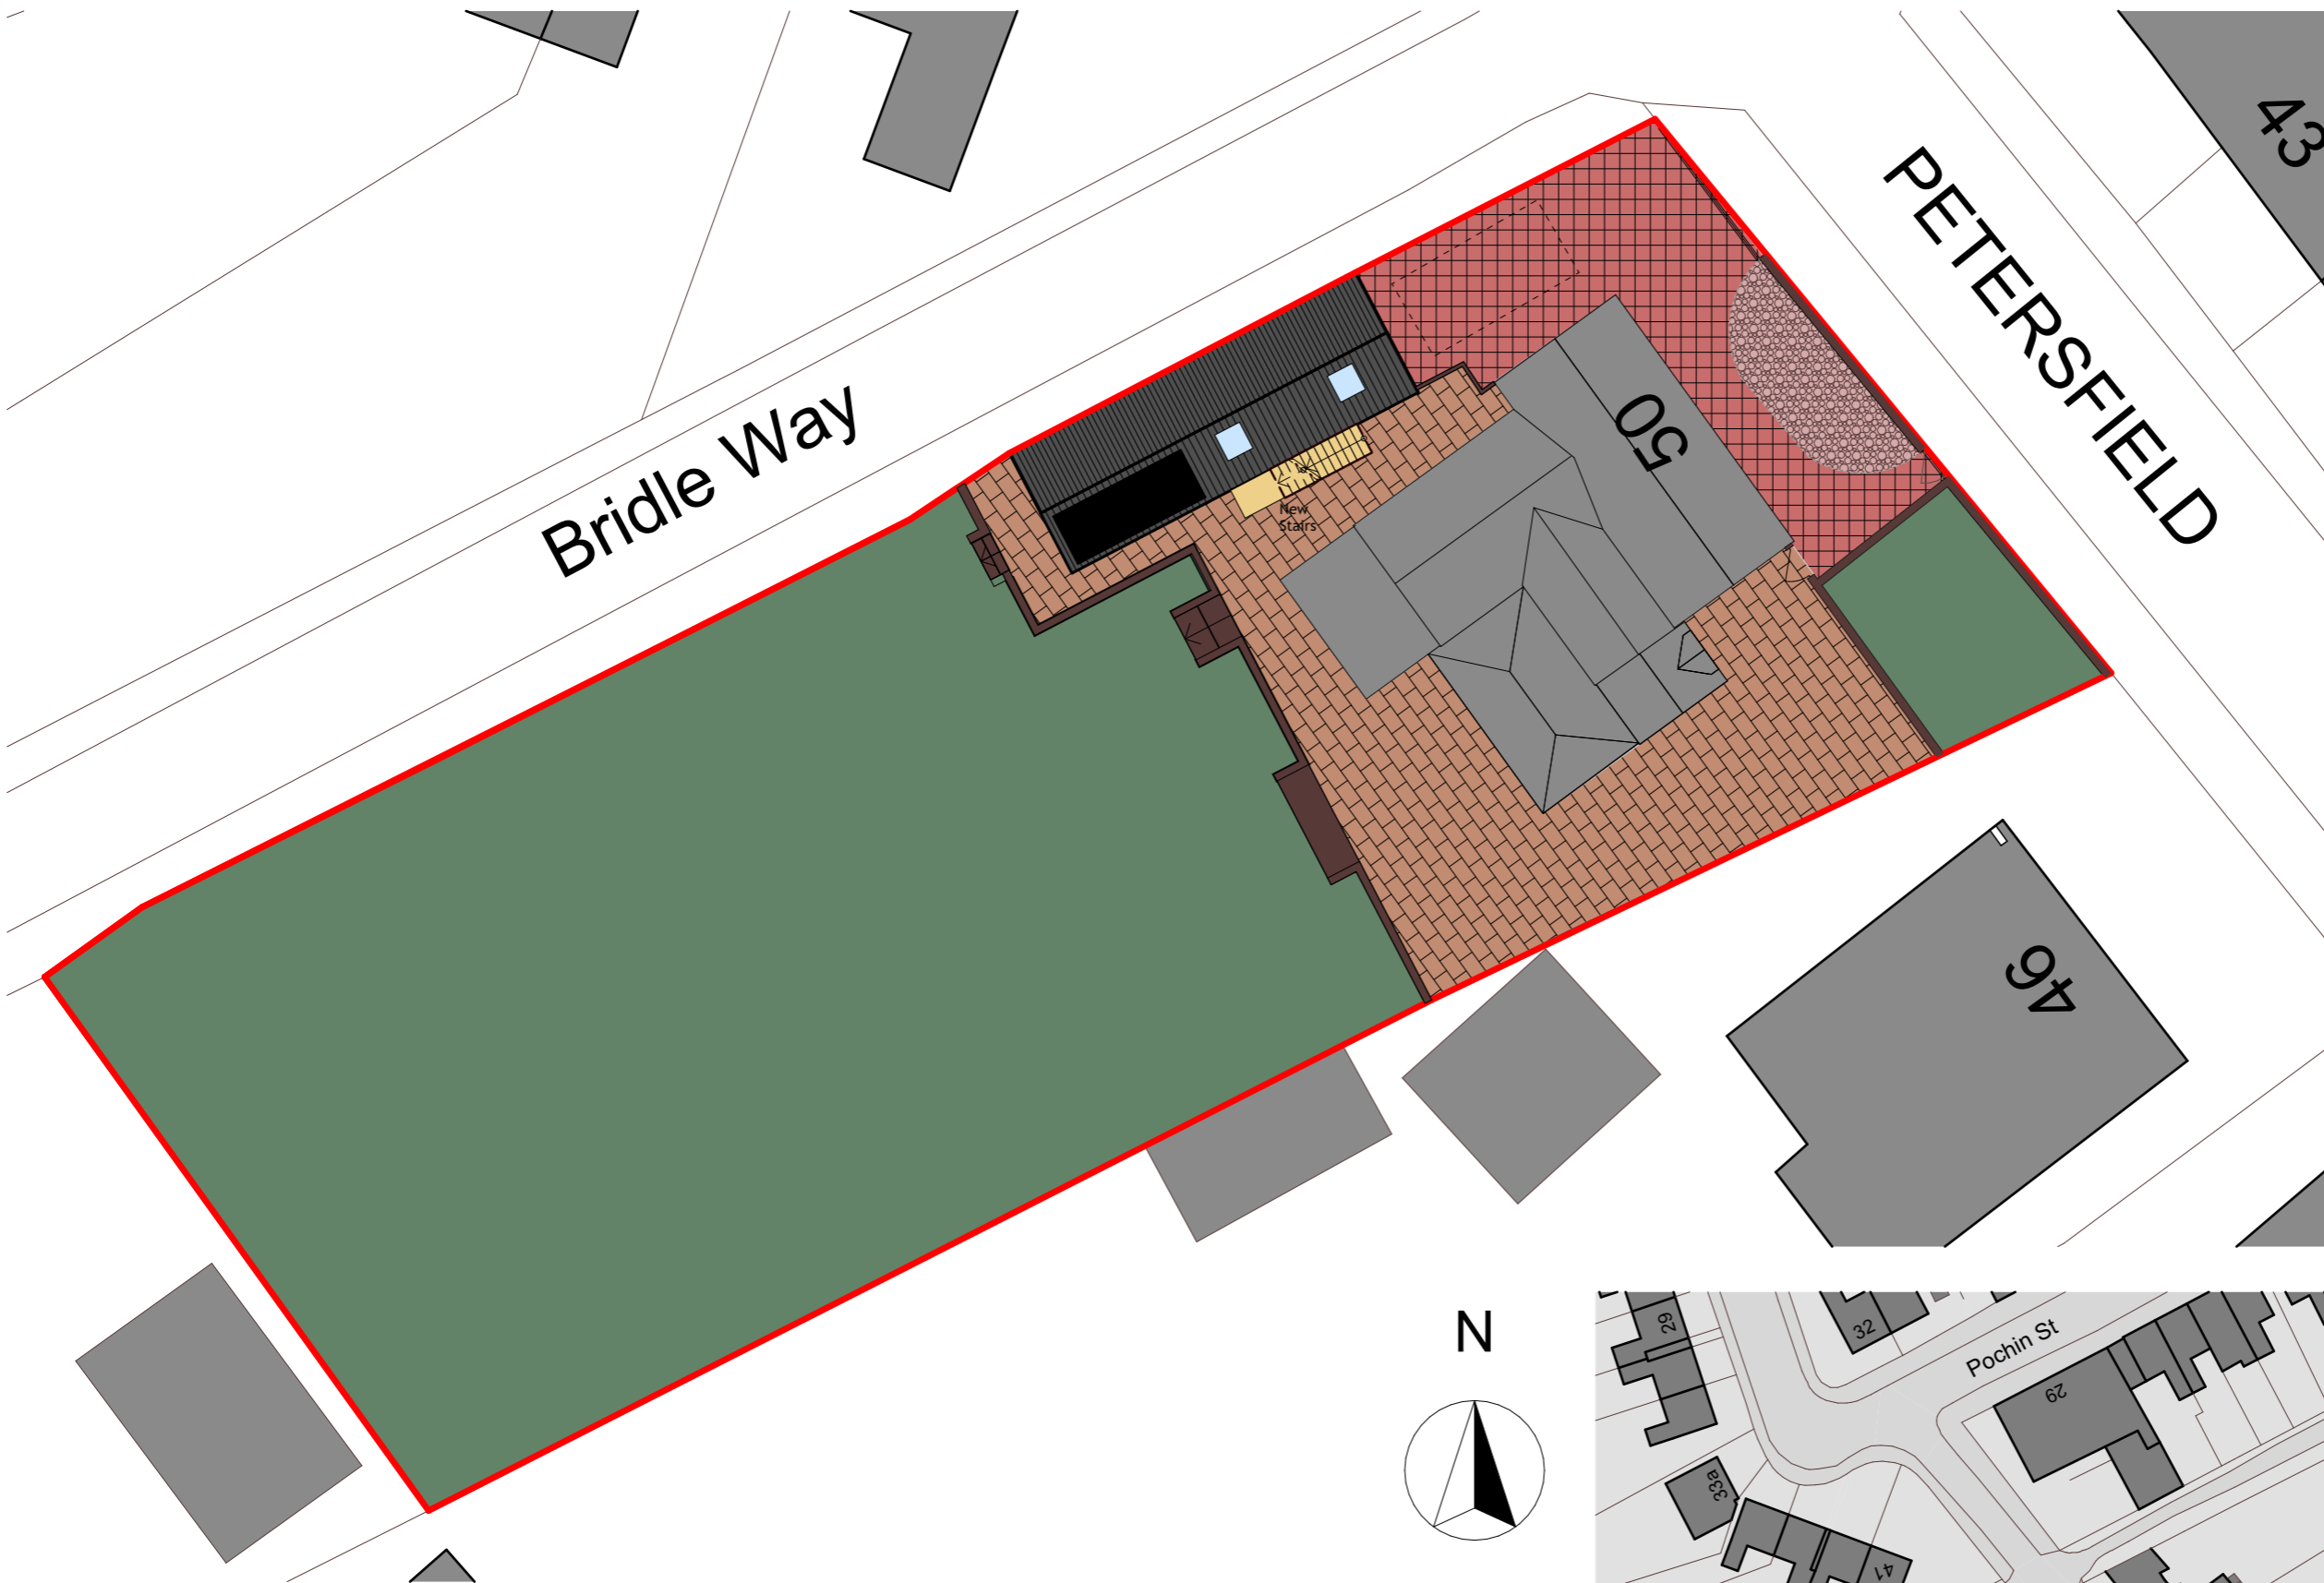 43
PETERSFIELD
Bridle Way
50
New
Stairs
46
N
29
32
Pochin St
29
33a
41